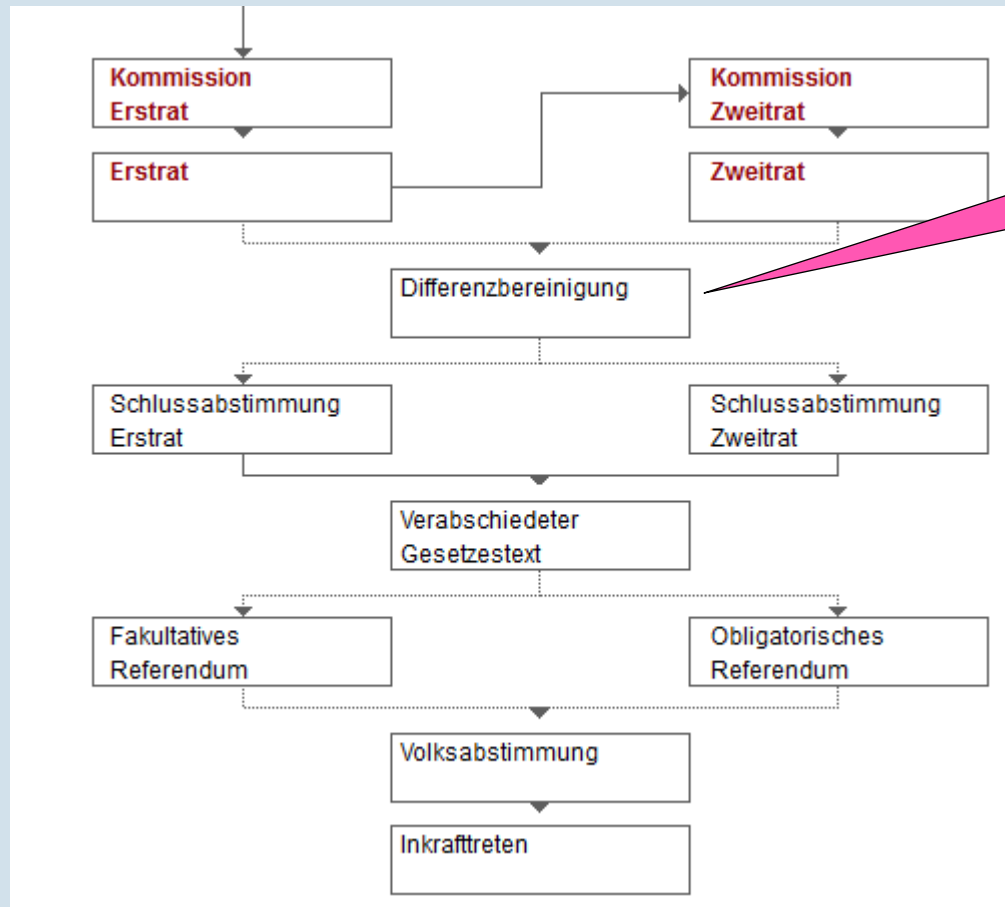 Kommission
Erstrat
Kommission
Zweitrat
Erstrat
Zweitrat
Differenzbereinigung
Schlussabstimmung
Erstrat
Schlussabstimmung
Zweitrat
Verabschiedeter
Gesetzestext
Fakultatives
Referendum
Obligatorisches
Referendum
Volksabstimmung
Inkrafttreten